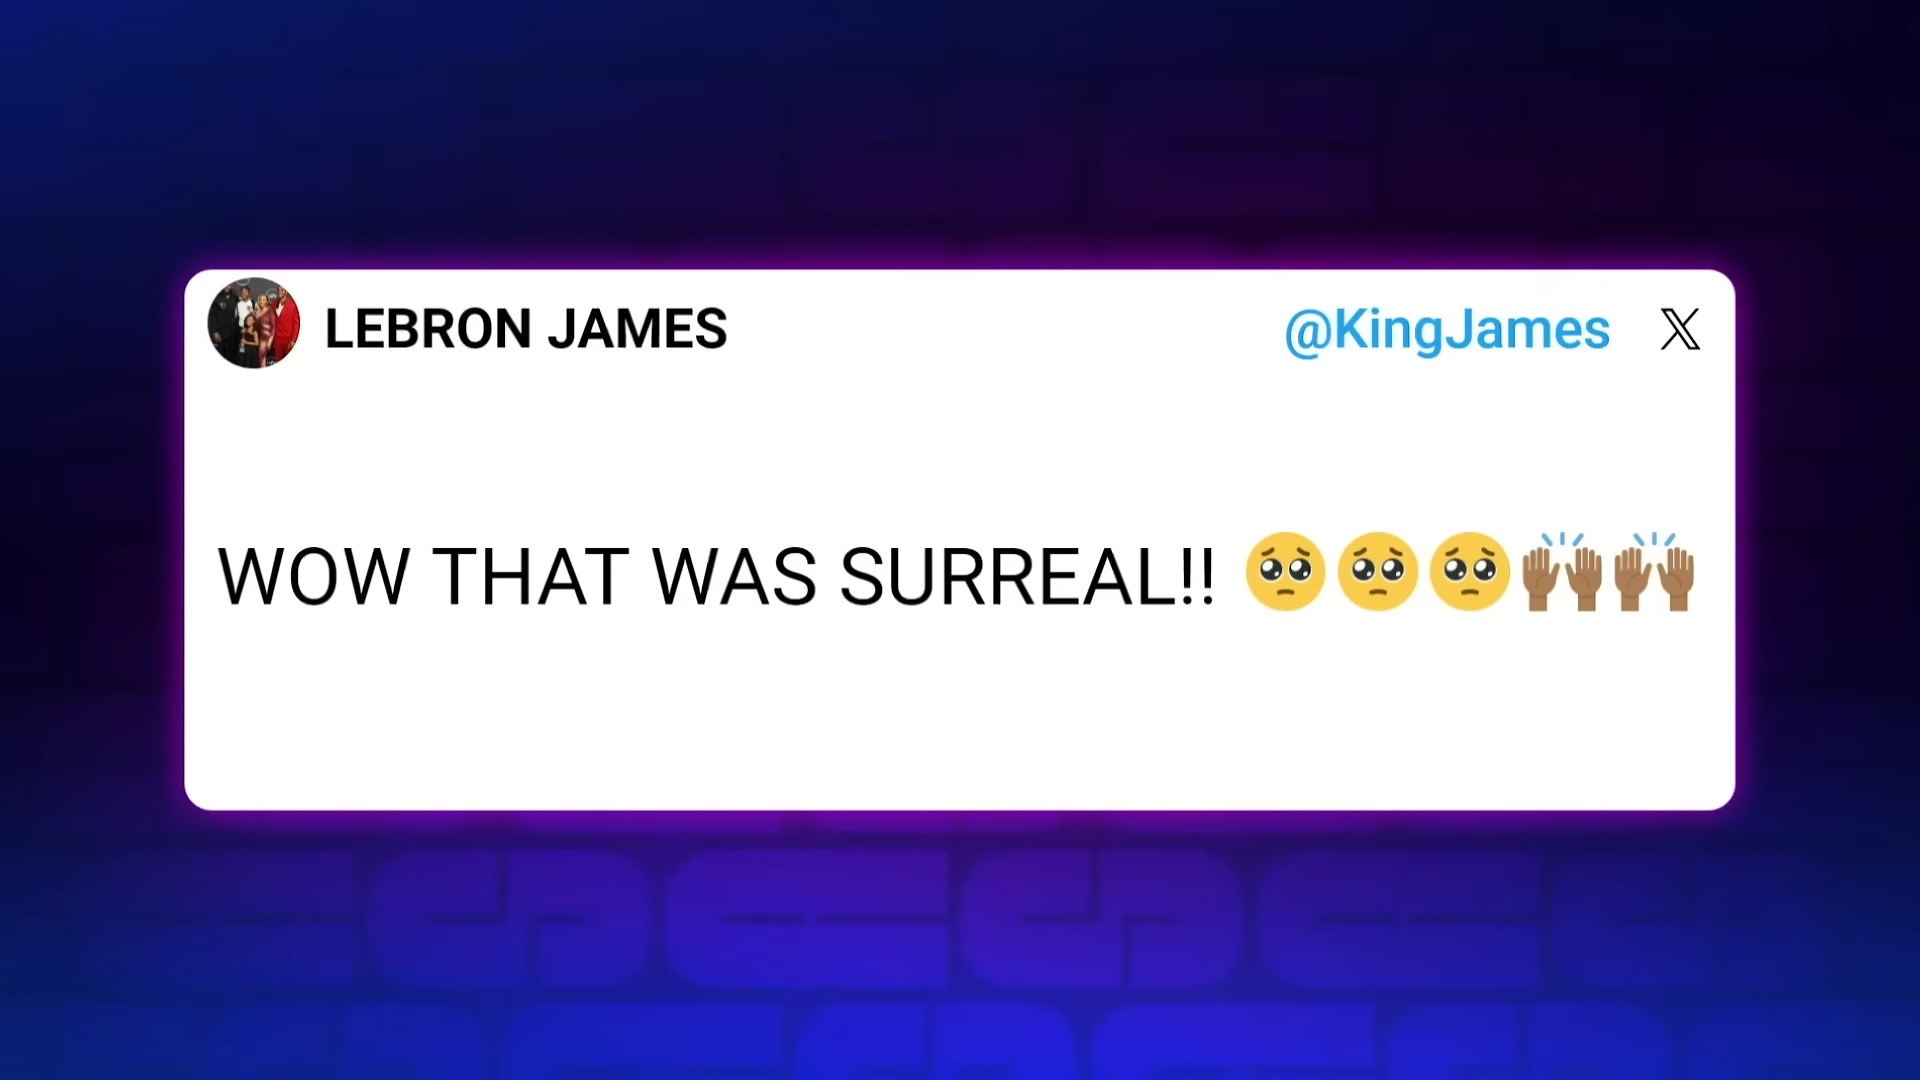 LEBRON JAMES @KingJames X
WOW THAT WAS SURREAL!! 🥺🥺🥺🙌🏾🙌🏾